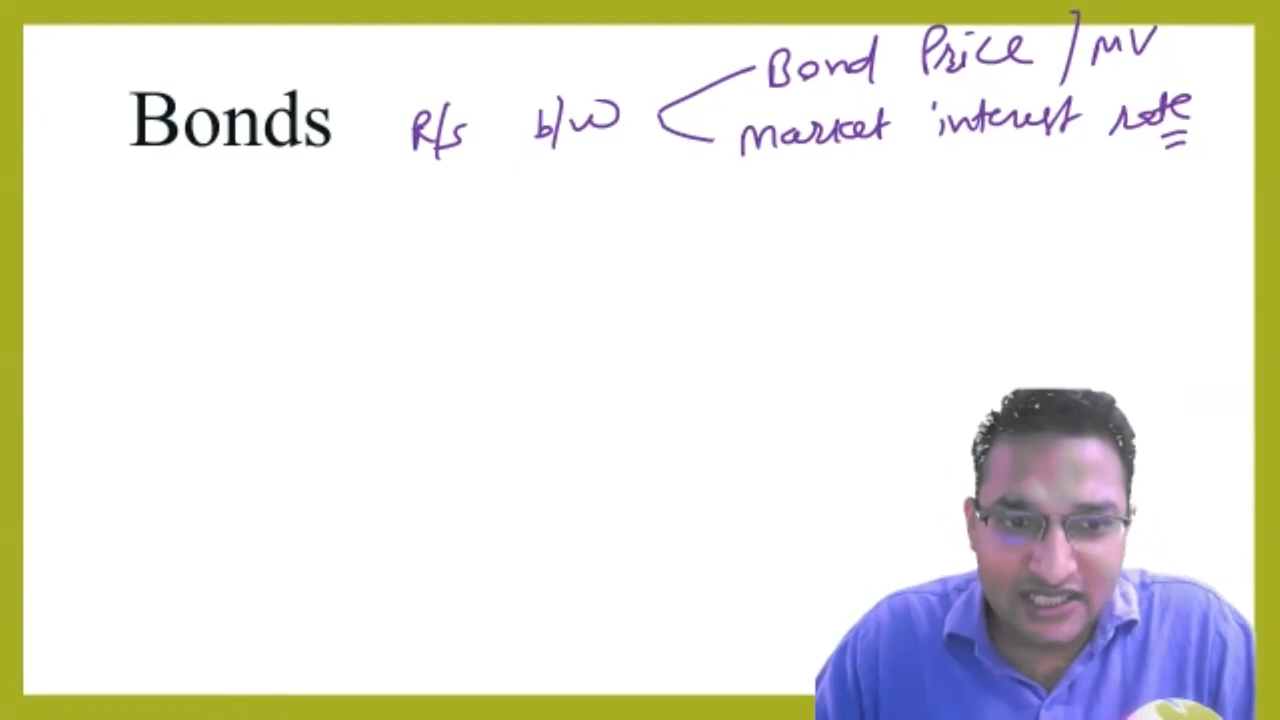 Bond Price / MV
Bonds R/s b/w
Market interest rate